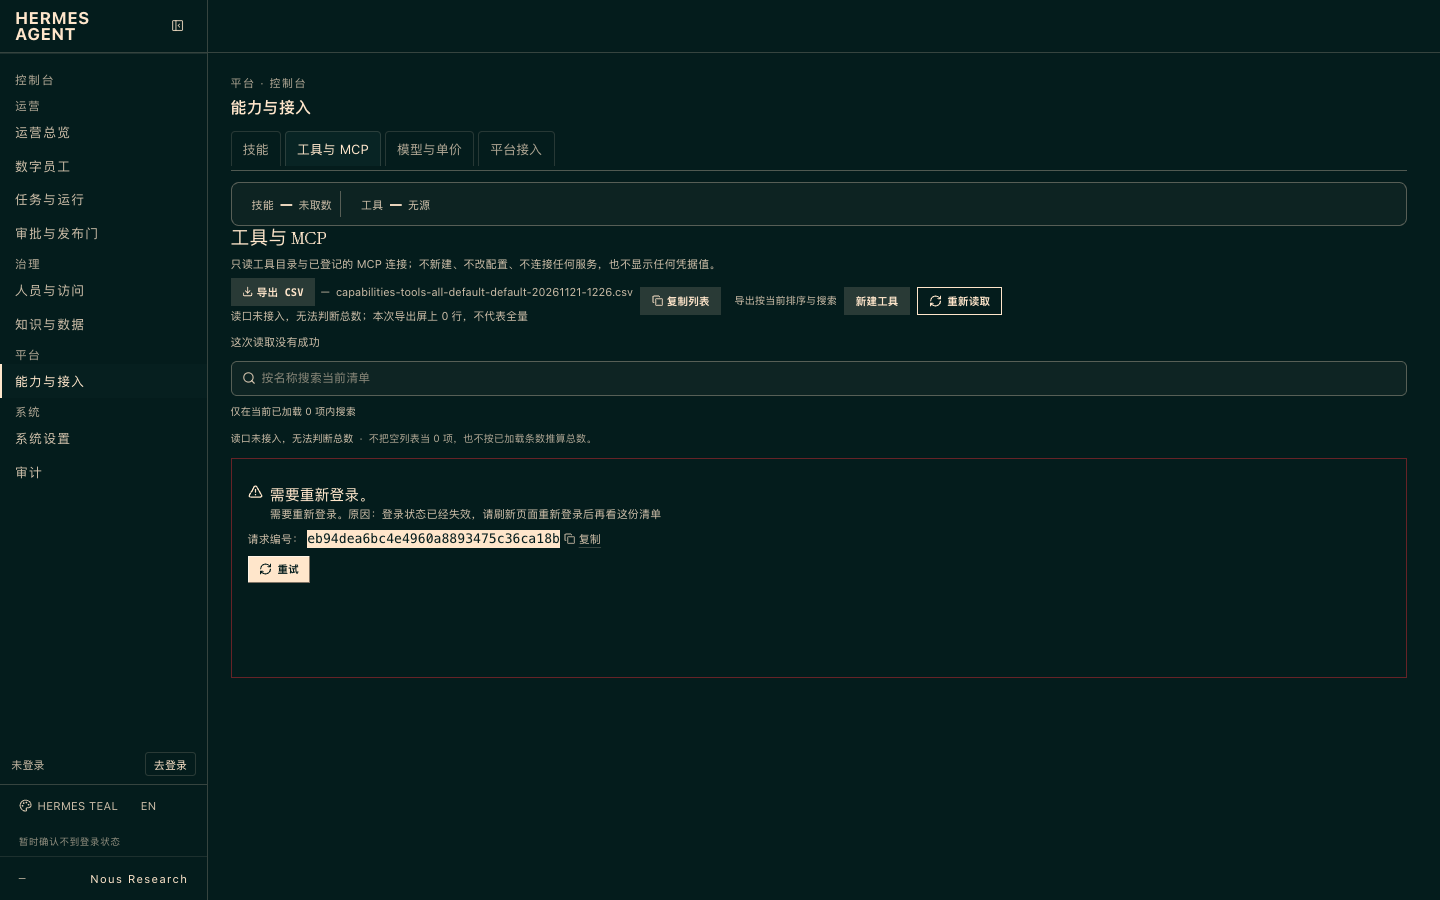 HERMES
AGENT
控制台
运营
运营总览
数字员工
任务与运行
审批与发布门
治理
人员与访问
知识与数据
平台
能力与接入
系统
系统设置
审计
未登录 去登录
HERMES TEAL EN
暂时确认不到登录状态
— Nous Research
平台 · 控制台
能力与接入
技能 工具与 MCP 模型与单价 平台接入
技能 — 未取数 工具 — 无源
工具与 MCP
只读工具目录与已登记的 MCP 连接；不新建、不改配置、不连接任何服务，也不显示任何凭据值。
导出 CSV — capabilities-tools-all-default-default-20261121-1226.csv 复制列表 导出按当前排序与搜索 新建工具 重新读取
读口未接入，无法判断总数；本次导出屏上 0 行，不代表全量
这次读取没有成功
按名称搜索当前清单
仅在当前已加载 0 项内搜索
读口未接入，无法判断总数 · 不把空列表当 0 项，也不按已加载条数推算总数。
需要重新登录。
需要重新登录。原因：登录状态已经失效，请刷新页面重新登录后再看这份清单
请求编号： eb94dea6bc4e4960a8893475c36ca18b 复制
重试